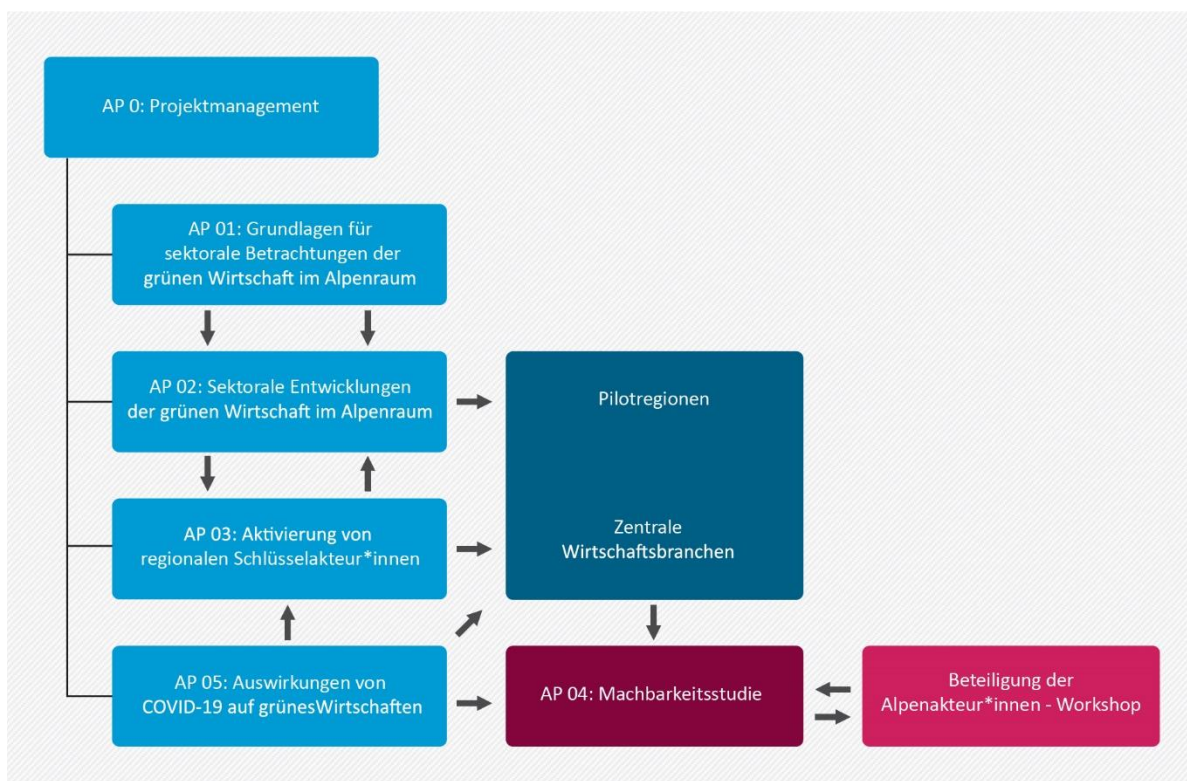 AP 0: Projektmanagement
AP 01: Grundlagen für
sektorale Betrachtungen der
grünen Wirtschaft im Alpenraum
AP 02: Sektorale Entwicklungen
der grünen Wirtschaft im Alpenraum
Pilotregionen
AP 03: Aktivierung von
regionalen Schlüsselakteur*innen
Zentrale
Wirtschaftsbranchen
AP 05: Auswirkungen von
COVID-19 auf grünesWirtschaften
AP 04: Machbarkeitsstudie
Beteiligung der
Alpenakteur*innen - Workshop